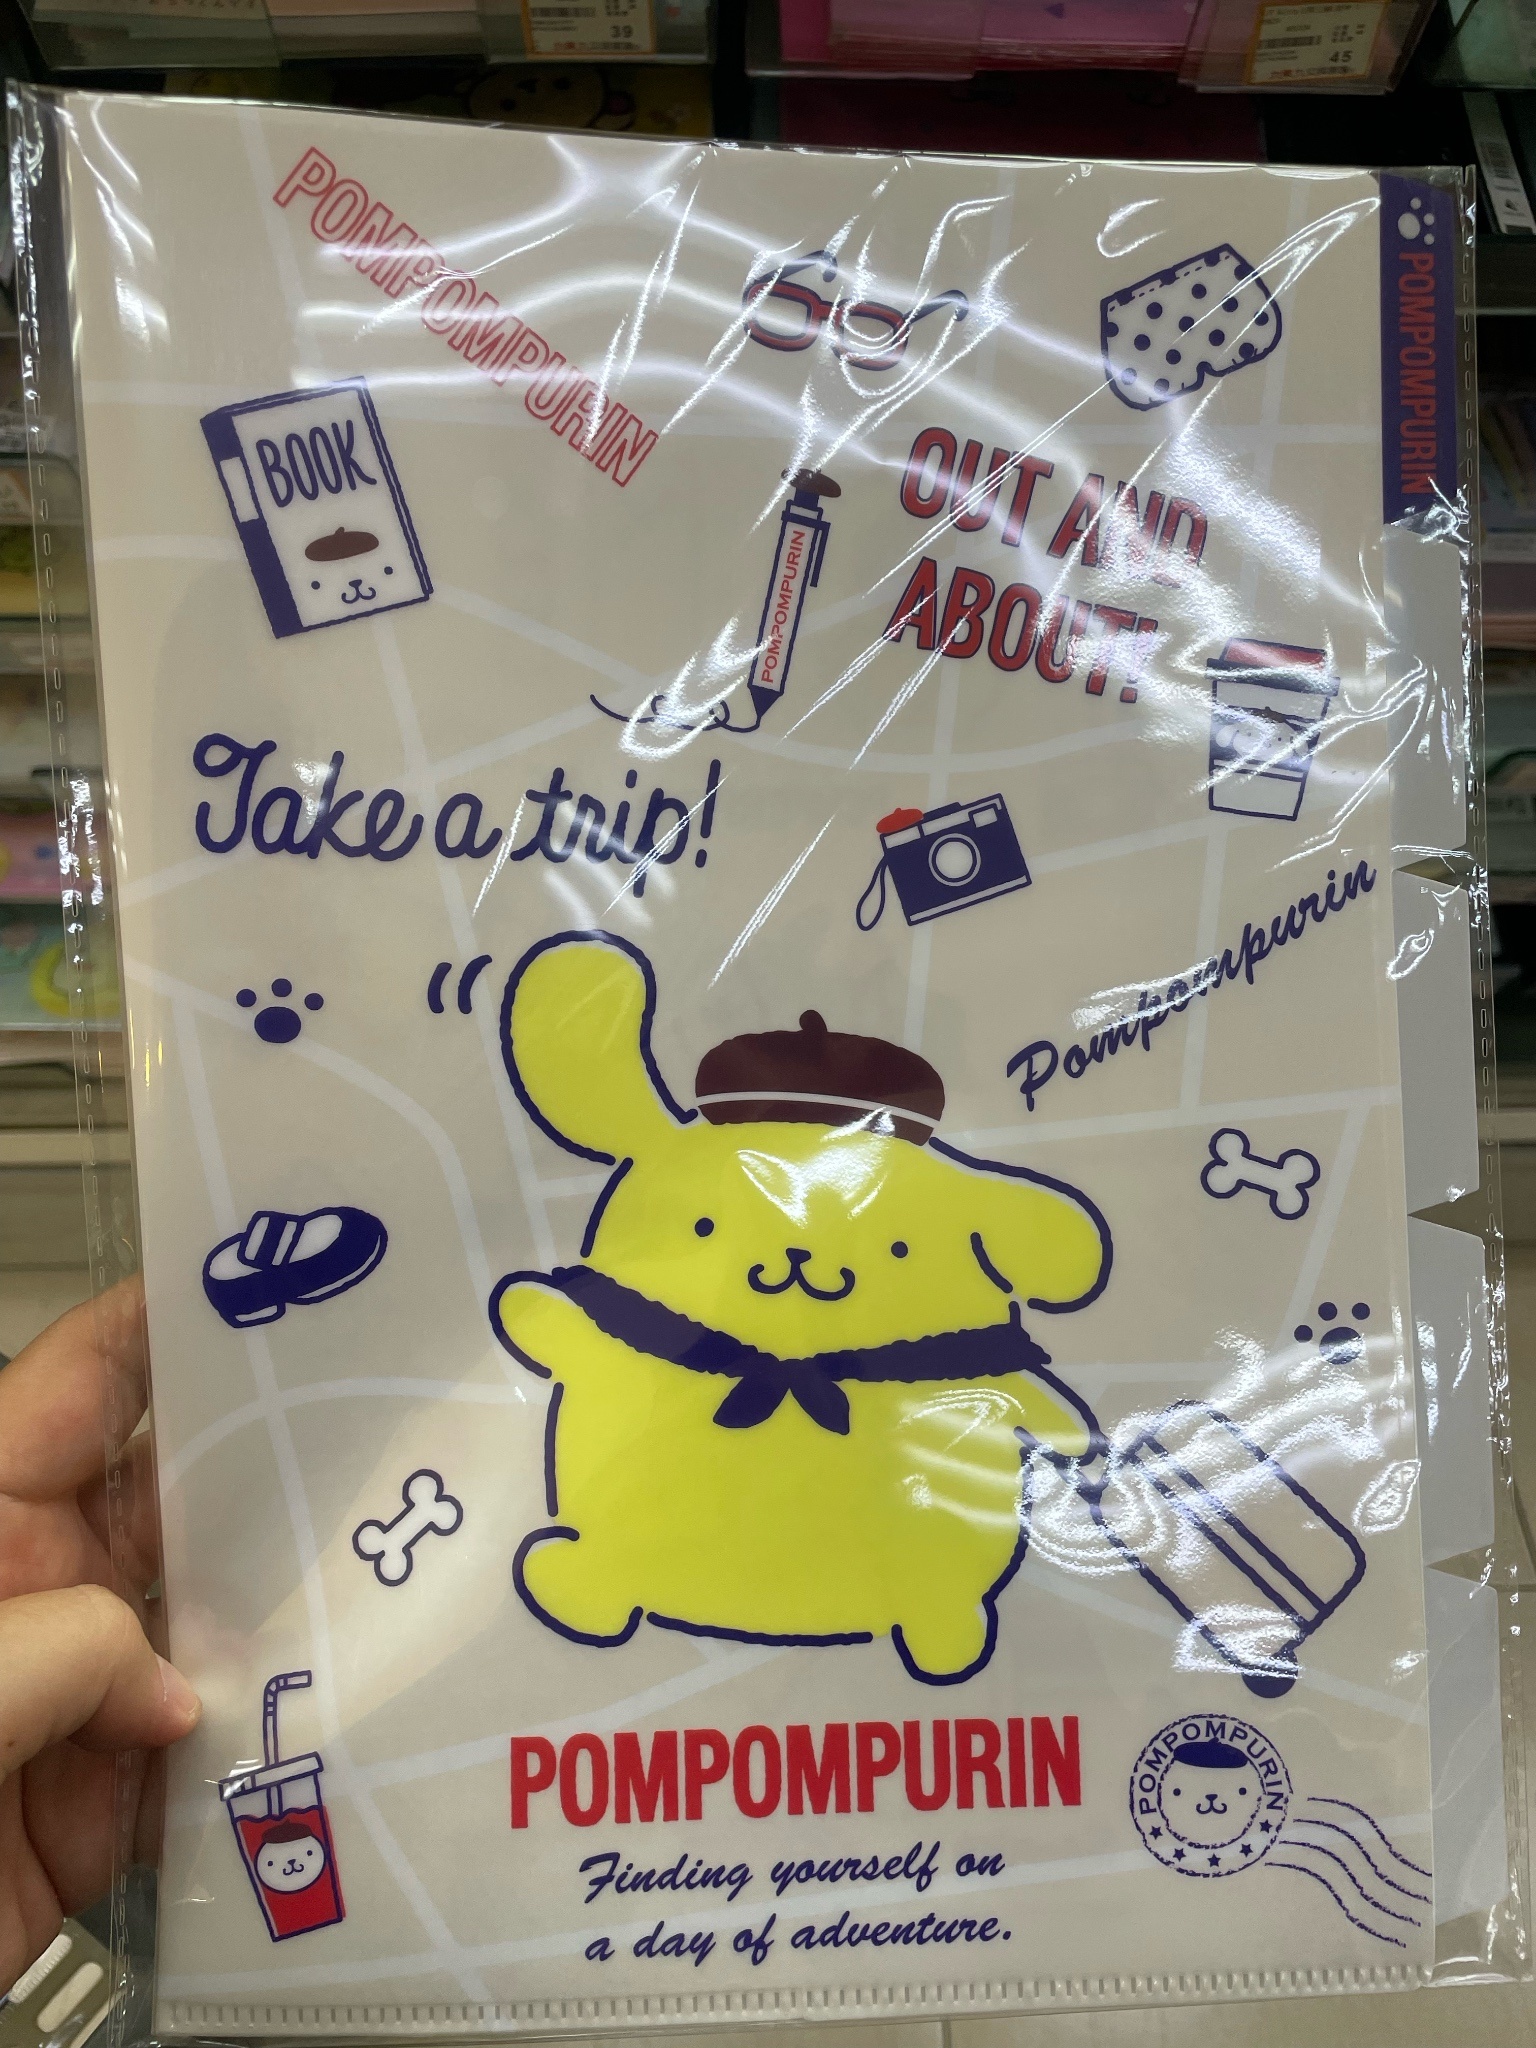 39
45
POMPOMPURIN
POMPOMPURIN
BOOK
OUT AND
ABOUT!
POMPOMPURIN
Take a trip!
Pompompurin
POMPOMPURIN
POMPOMPURIN
Finding yourself on
a day of adventure.